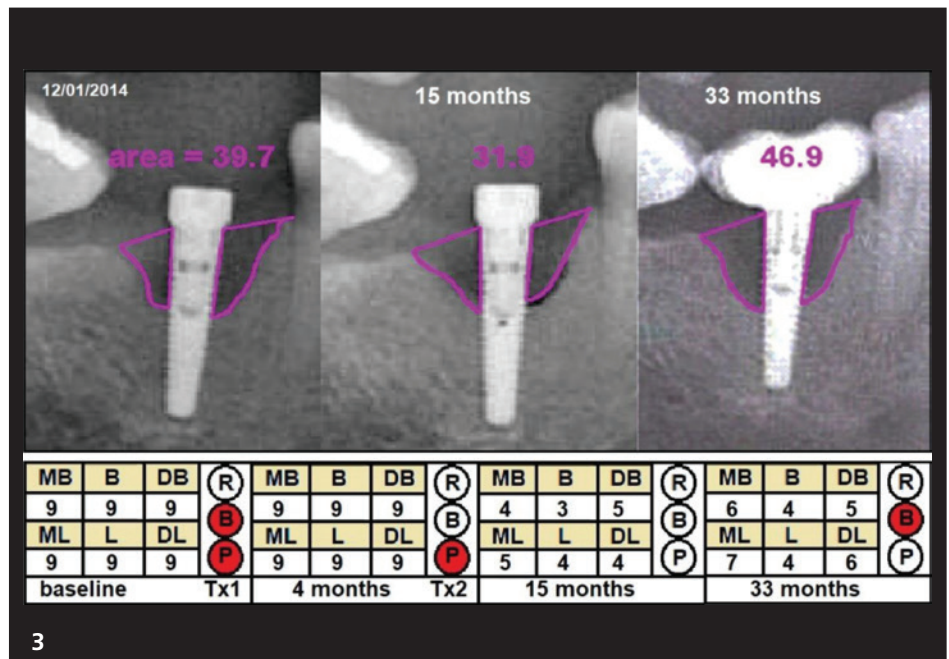 12/01/2014
15 months
33 months
area = 39.7
31.9
46.9
MB B DB R MB B DB R MB B DB R MB B DB R
9 9 9 B 9 9 9 B 4 3 5 B 6 4 5 B
ML L DL P ML L DL P ML L DL P ML L DL P
9 9 9 9 9 9 5 4 4 7 4 6
baseline Tx1 4 months Tx2 15 months 33 months
3